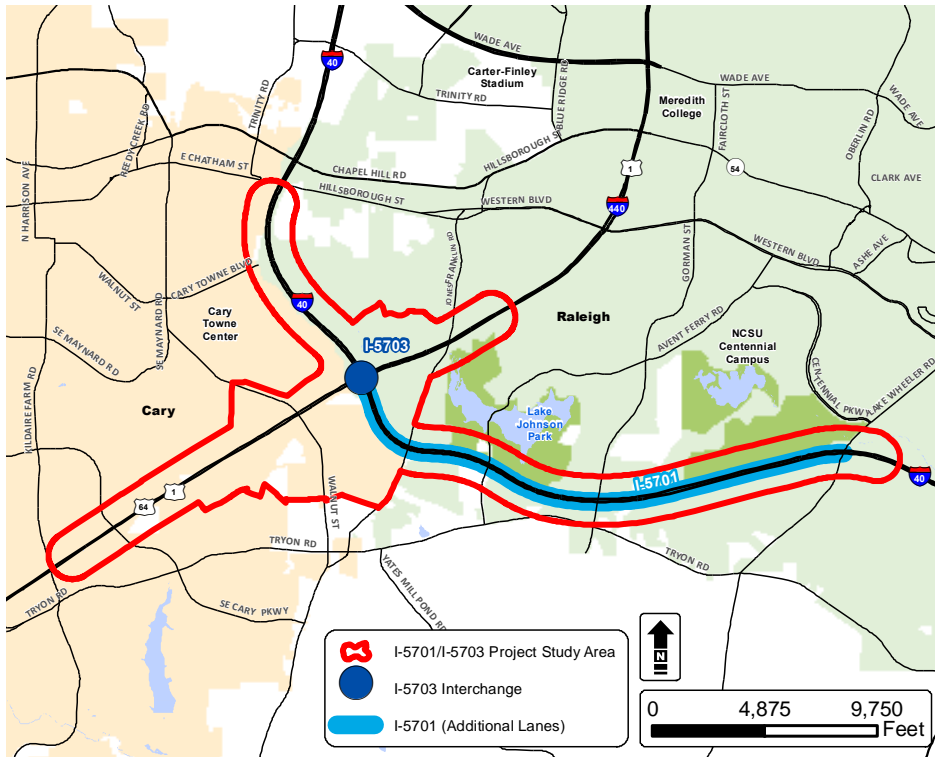 WADE AVE
40
Carter-Finley
Stadium
TRINITY RD
BLUE RIDGE RD
WADE AVE
Meredith
College
FAIRCLOTH ST
WADE AVE
OBERLIN RD
REEDY CREEK RD
TRINITY RD
N HARRISON AVE
E CHATHAM ST
CHAPEL HILL RD
HILLSBOROUGH ST
HILLSBOROUGH ST
1
54
CLARK AVE
440
WESTERN BLVD
WESTERN BLVD
ASHE AVE
GORMAN ST
JONES FRANKLIN RD
WALNUT ST
CARY TOWNE BLVD
40
Cary
Towne
Center
SE MAYNARD RD
SE MAYNARD RD
I-5703
Raleigh
AVENT FERRY RD
NCSU
Centennial
Campus
CENTENNIAL PKWY
LAKE WHEELER RD
KILDAIRE FARM RD
Cary
Lake
Johnson
Park
I-5701
40
1
64
WALNUT ST
TRYON RD
TRYON RD
TRYON RD
YATES MILL POND RD
SE CARY PKWY
I-5701/I-5703 Project Study Area
I-5703 Interchange
I-5701 (Additional Lanes)
N
0 4,875 9,750
Feet